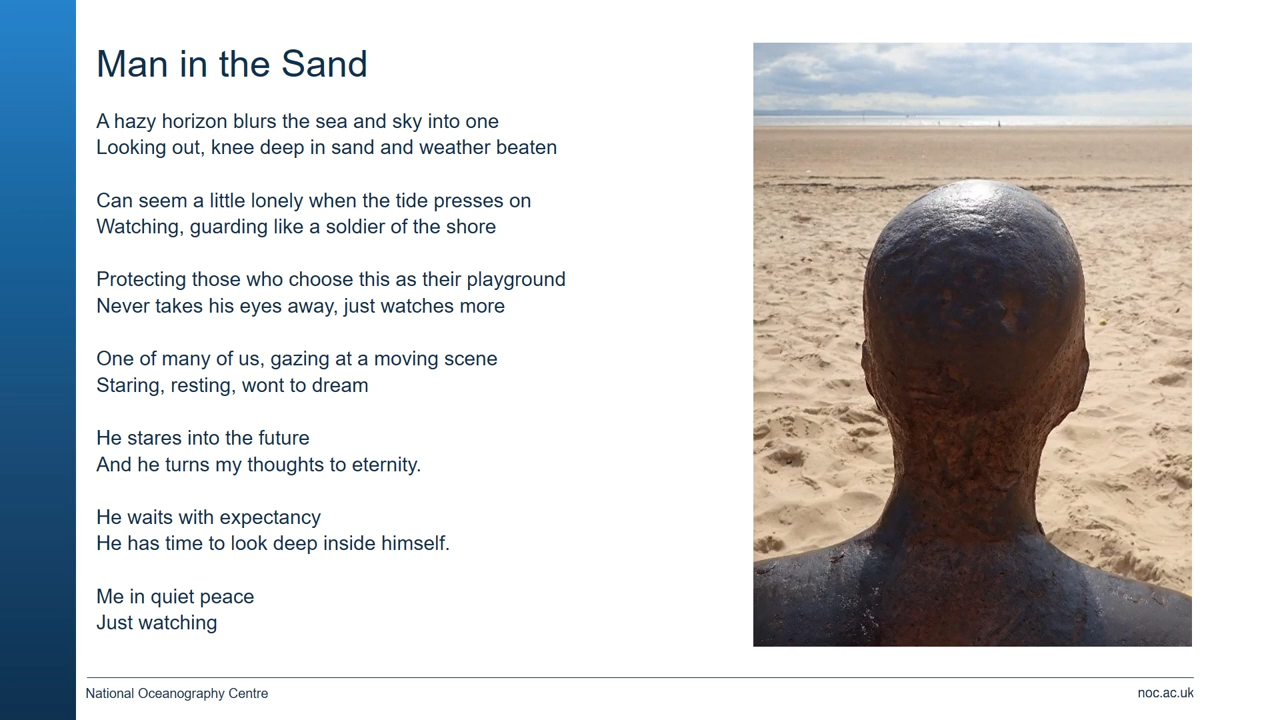 Man in the Sand
A hazy horizon blurs the sea and sky into one
Looking out, knee deep in sand and weather beaten
Can seem a little lonely when the tide presses on
Watching, guarding like a soldier of the shore
Protecting those who choose this as their playground
Never takes his eyes away, just watches more
One of many of us, gazing at a moving scene
Staring, resting, wont to dream
He stares into the future
And he turns my thoughts to eternity.
He waits with expectancy
He has time to look deep inside himself.
Me in quiet peace
Just watching
National Oceanography Centre
noc.ac.uk